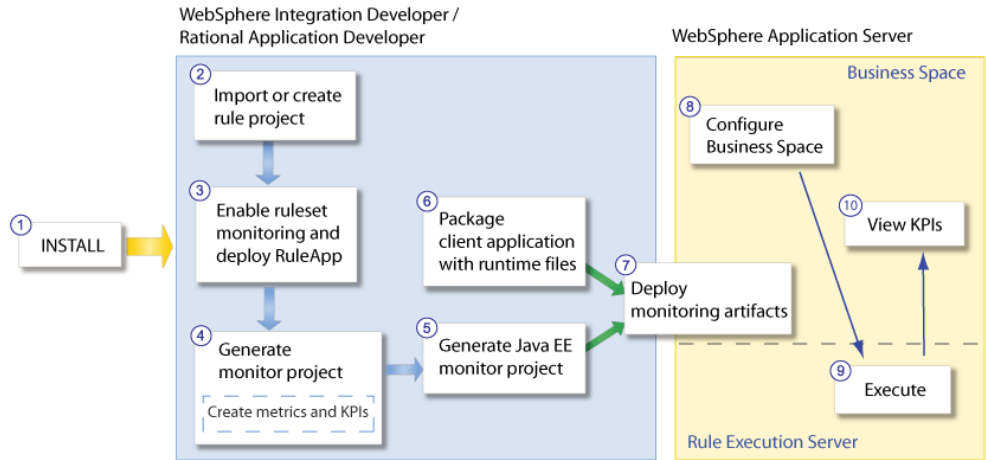 WebSphere Integration Developer /
Rational Application Developer
WebSphere Application Server
Business Space
1
INSTALL
2
Import or create
rule project
3
Enable ruleset
monitoring and
deploy RuleApp
4
Generate
monitor project
Create metrics and KPIs
5
Generate Java EE
monitor project
6
Package
client application
with runtime files
7
Deploy
monitoring artifacts
8
Configure
Business Space
9
Execute
10
View KPIs
Rule Execution Server